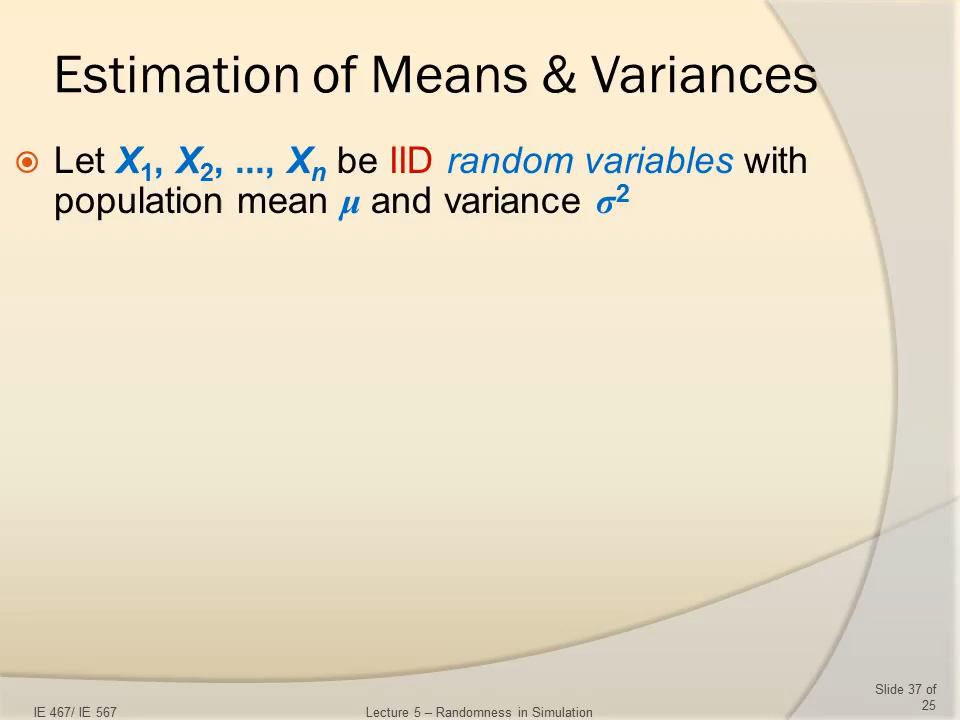 Estimation of Means & Variances
Let X₁, X₂, ..., Xₙ be IID random variables with
population mean μ and variance σ²
Slide 37 of
25
IE 467/ IE 567
Lecture 5 – Randomness in Simulation